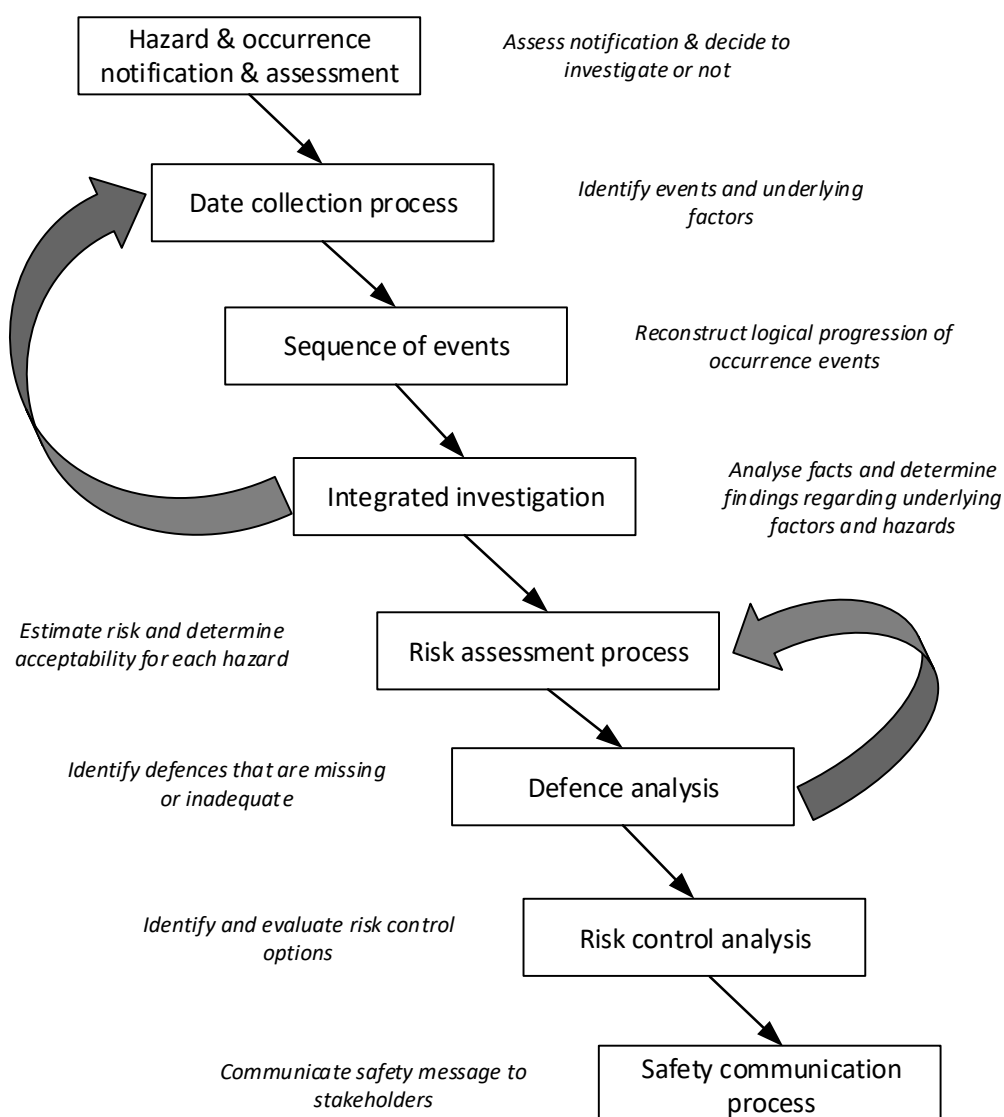 Hazard & occurrence
notification & assessment
Assess notification & decide to
investigate or not
Date collection process
Identify events and underlying
factors
Sequence of events
Reconstruct logical progression of
occurrence events
Integrated investigation
Analyse facts and determine
findings regarding underlying
factors and hazards
Estimate risk and determine
acceptability for each hazard
Risk assessment process
Identify defences that are missing
or inadequate
Defence analysis
Identify and evaluate risk control
options
Risk control analysis
Communicate safety message to
stakeholders
Safety communication
process